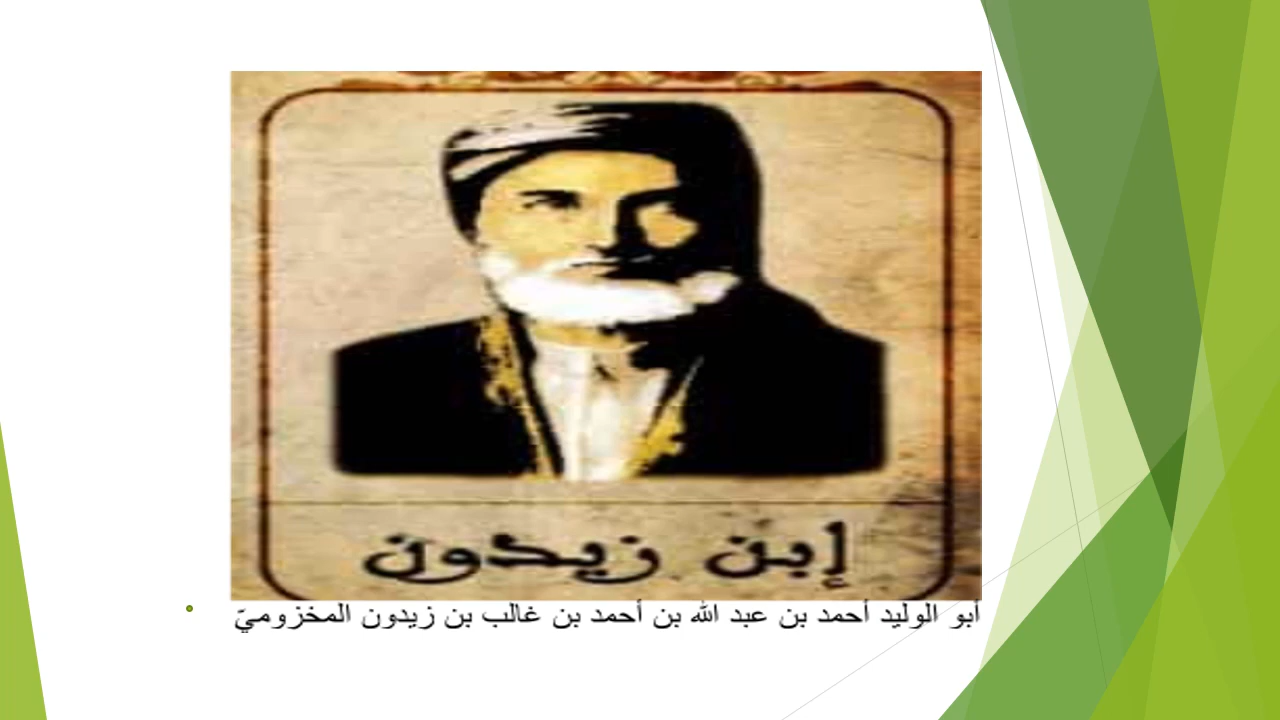 إبن زيدون
أبو الوليد أحمد بن عبد الله بن أحمد بن غالب بن زيدون المخزوميّ